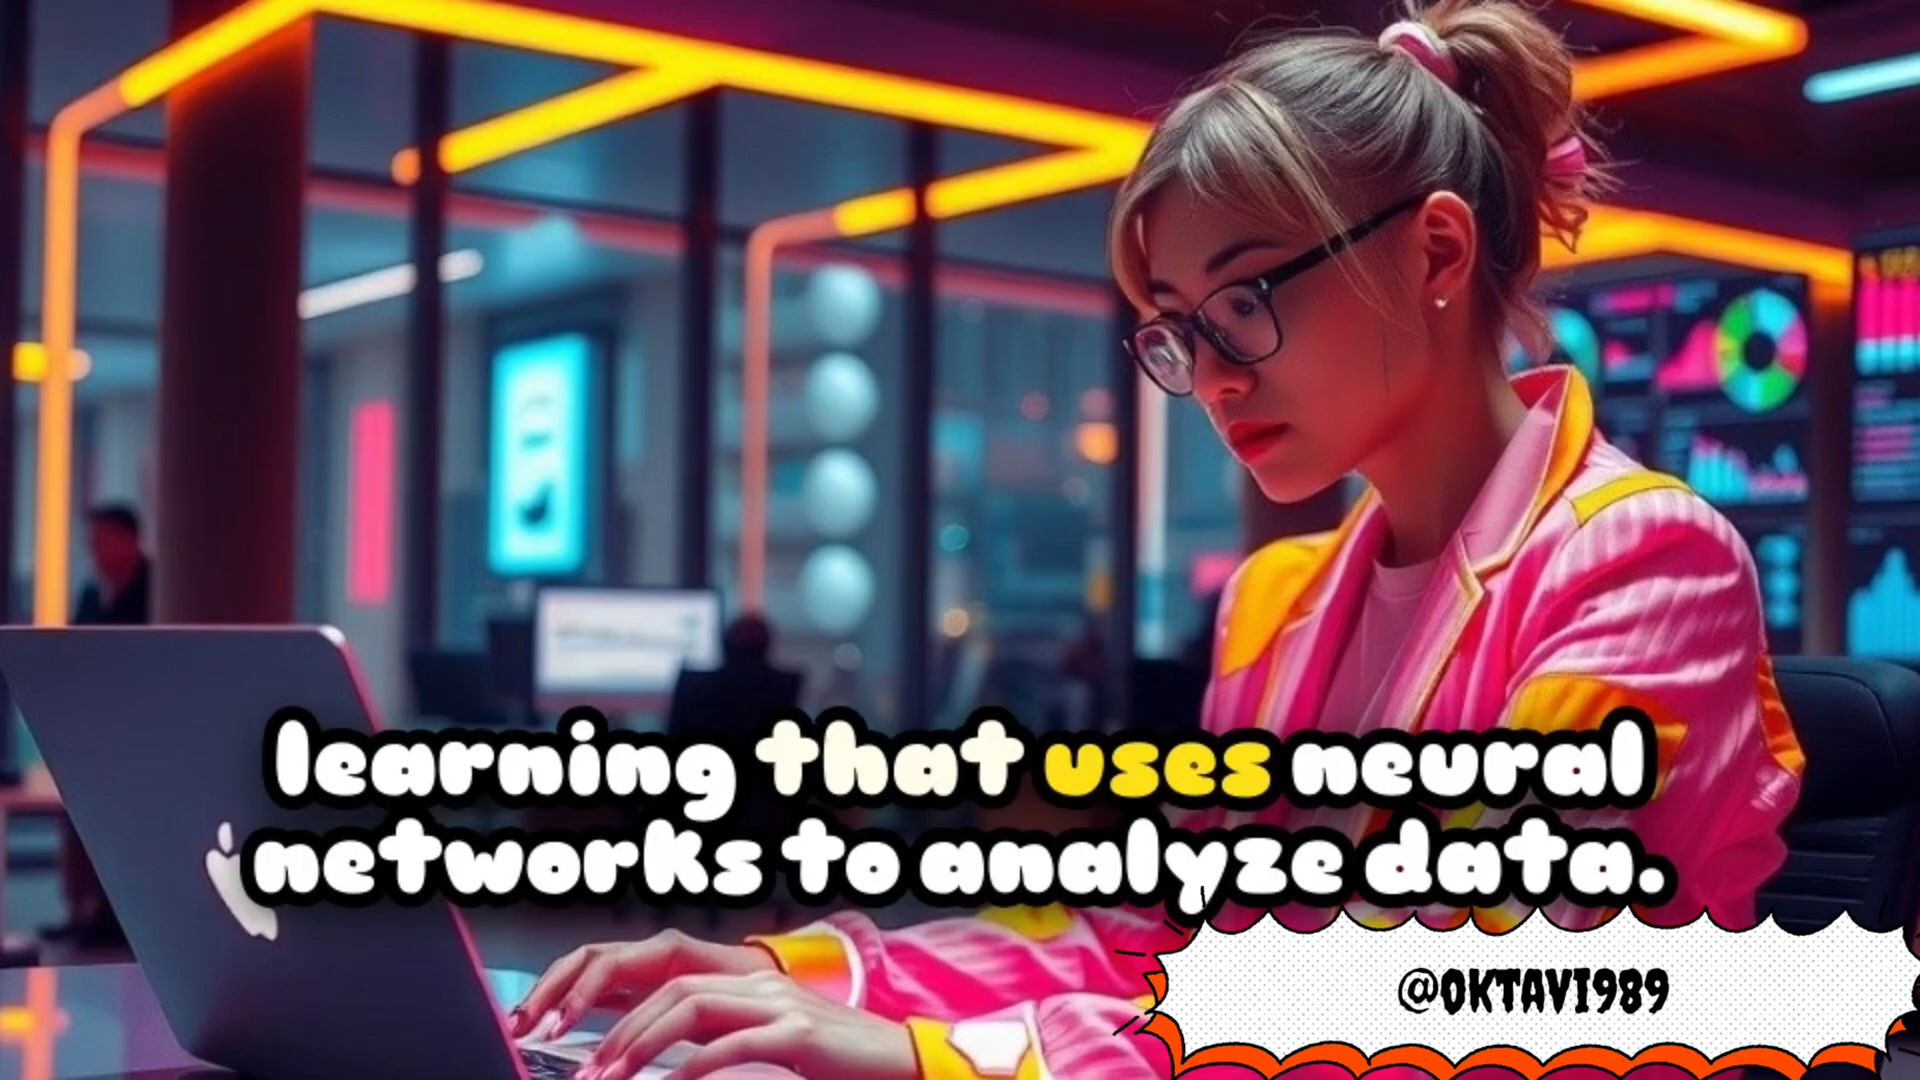 learning that uses neural
networks to analyze data.
@OKTAVI989